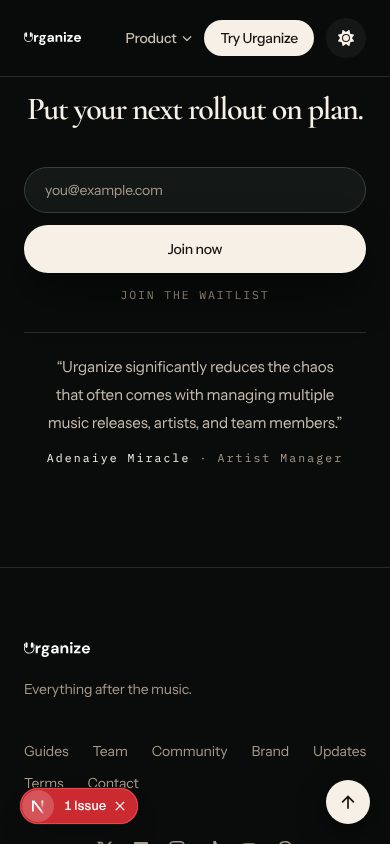 Urganize
Product
Try Urganize
Put your next rollout on plan.
you@example.com
Join now
JOIN THE WAITLIST
“Urganize significantly reduces the chaos
that often comes with managing multiple
music releases, artists, and team members.”
Adenaiye Miracle · Artist Manager
Urganize
Everything after the music.
Guides Team Community Brand Updates
Terms Contact
N 1 Issue